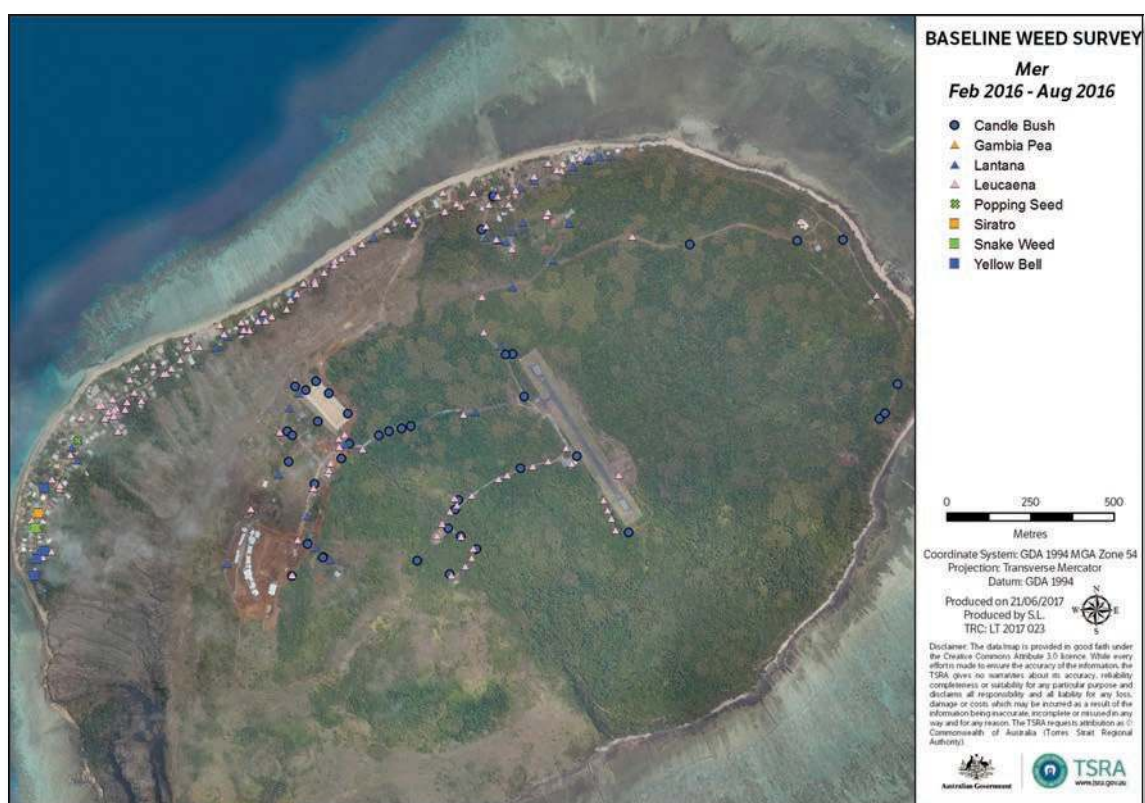 BASELINE WEED SURVEY
Mer
Feb 2016 - Aug 2016
Candle Bush
Gambia Pea
Lantana
Leucaena
Popping Seed
Siratro
Snake Weed
Yellow Bell
0 250 500
Metres
Coordinate System: GDA 1994 MGA Zone 54
Projection: Transverse Mercator
Datum: GDA 1994
Produced on 21/06/2017
Produced by S.L.
TRC: LT 2017 023
N
W E
S
Disclaimer: The data/map is provided in good faith under
the Creative Commons Attribute 3.0 licence. While every
effort is made to ensure the accuracy of the information, the
TSRA gives no warranties about its accuracy, reliability
completeness or suitability for any particular purpose and
disclaims all responsibility and all liability for any loss,
damage or costs which may be incurred as a result of the
information being inaccurate, incomplete or misused in any
way and for any reason. The TSRA requests attribution as ©
Commonwealth of Australia (Torres Strait Regional
Authority).
Australian Government
TSRA
www.tsra.gov.au